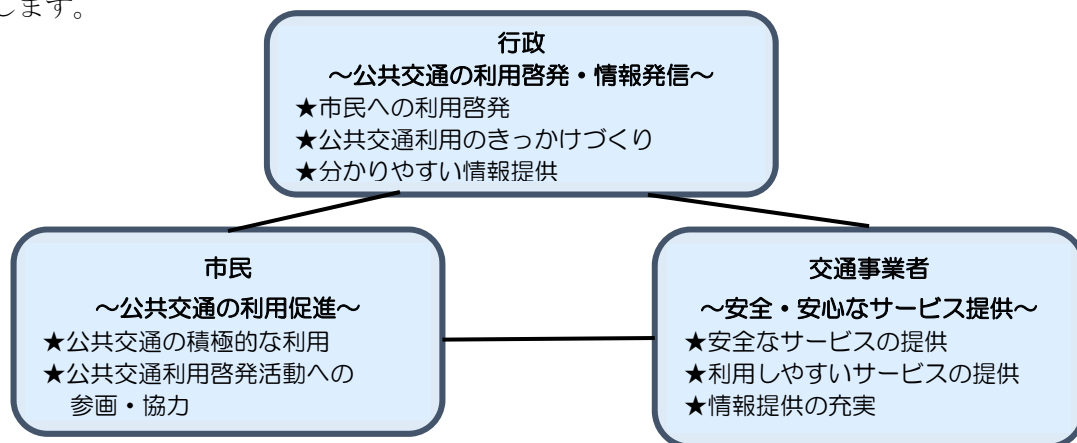 します。
行政
～公共交通の利用啓発・情報発信～
★市民への利用啓発
★公共交通利用のきっかけづくり
★分かりやすい情報提供
市民
～公共交通の利用促進～
★公共交通の積極的な利用
★公共交通利用啓発活動への
参画・協力
交通事業者
～安全・安心なサービス提供～
★安全なサービスの提供
★利用しやすいサービスの提供
★情報提供の充実